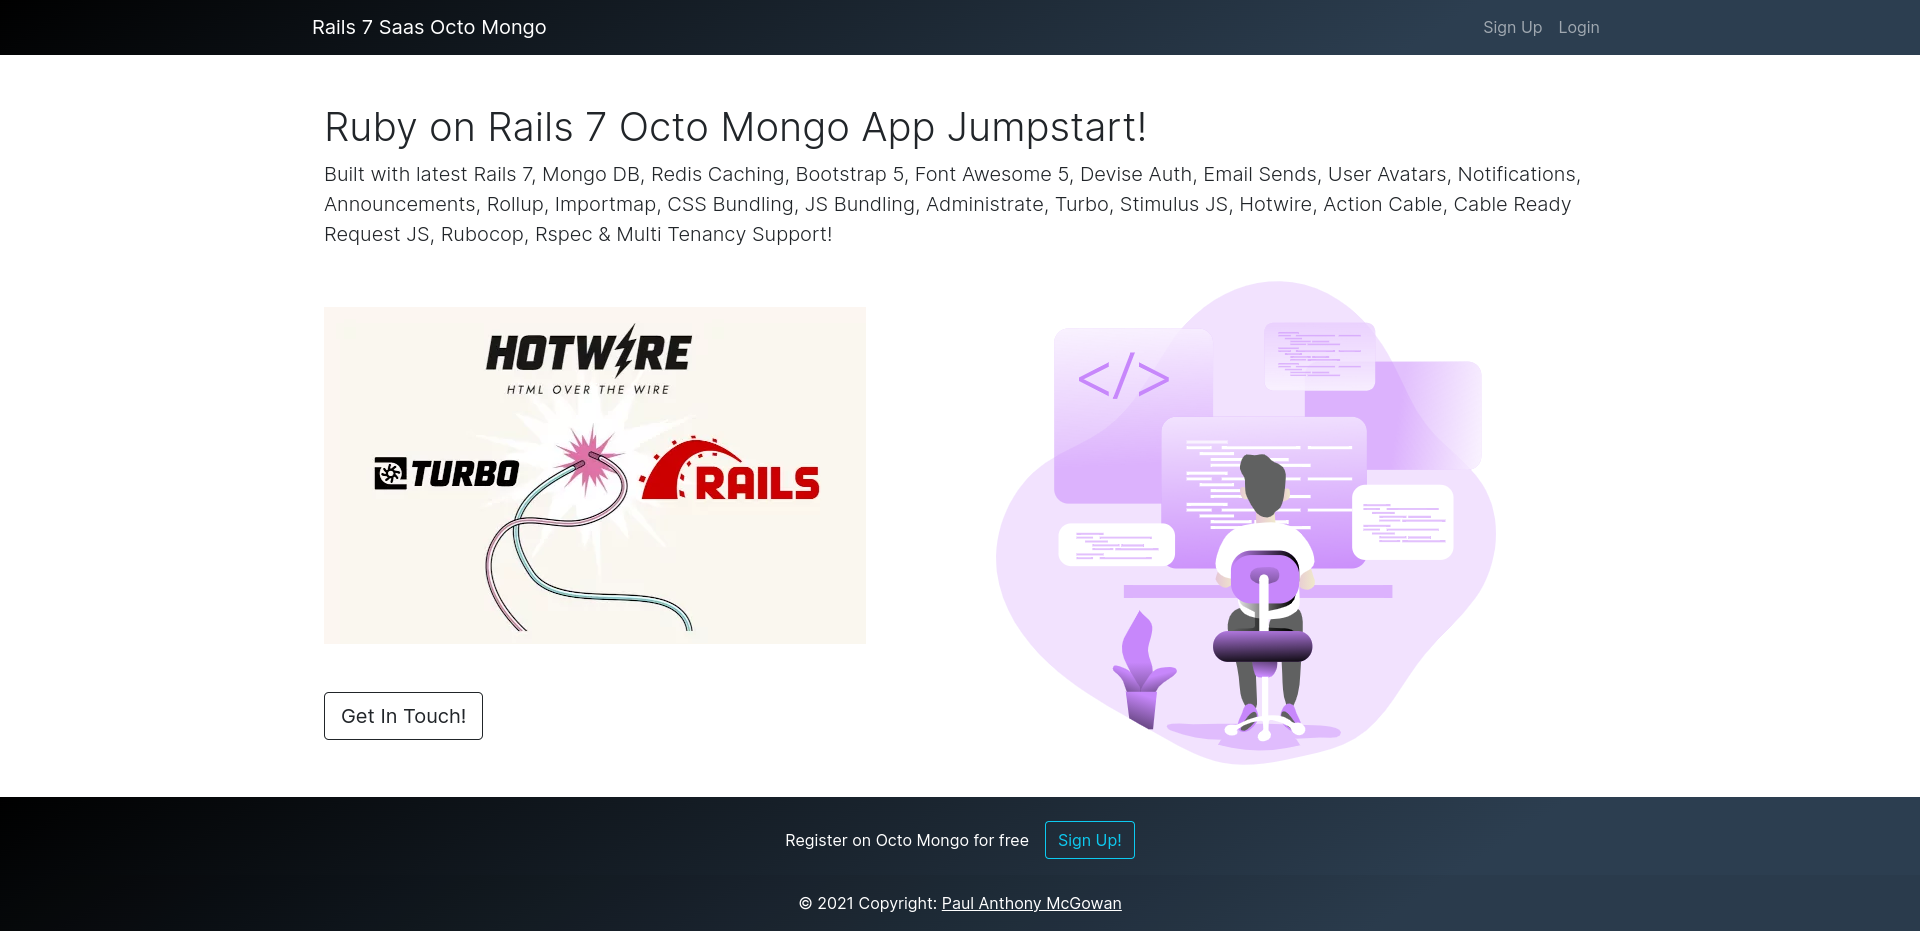 Rails 7 Saas Octo Mongo
Sign Up Login
Ruby on Rails 7 Octo Mongo App Jumpstart!
Built with latest Rails 7, Mongo DB, Redis Caching, Bootstrap 5, Font Awesome 5, Devise Auth, Email Sends, User Avatars, Notifications,
Announcements, Rollup, Importmap, CSS Bundling, JS Bundling, Administrate, Turbo, Stimulus JS, Hotwire, Action Cable, Cable Ready
Request JS, Rubocop, Rspec & Multi Tenancy Support!
HOTWIRE
HTML OVER THE WIRE
TURBO
RAILS
</>
Get In Touch!
Register on Octo Mongo for free Sign Up!
© 2021 Copyright: Paul Anthony McGowan